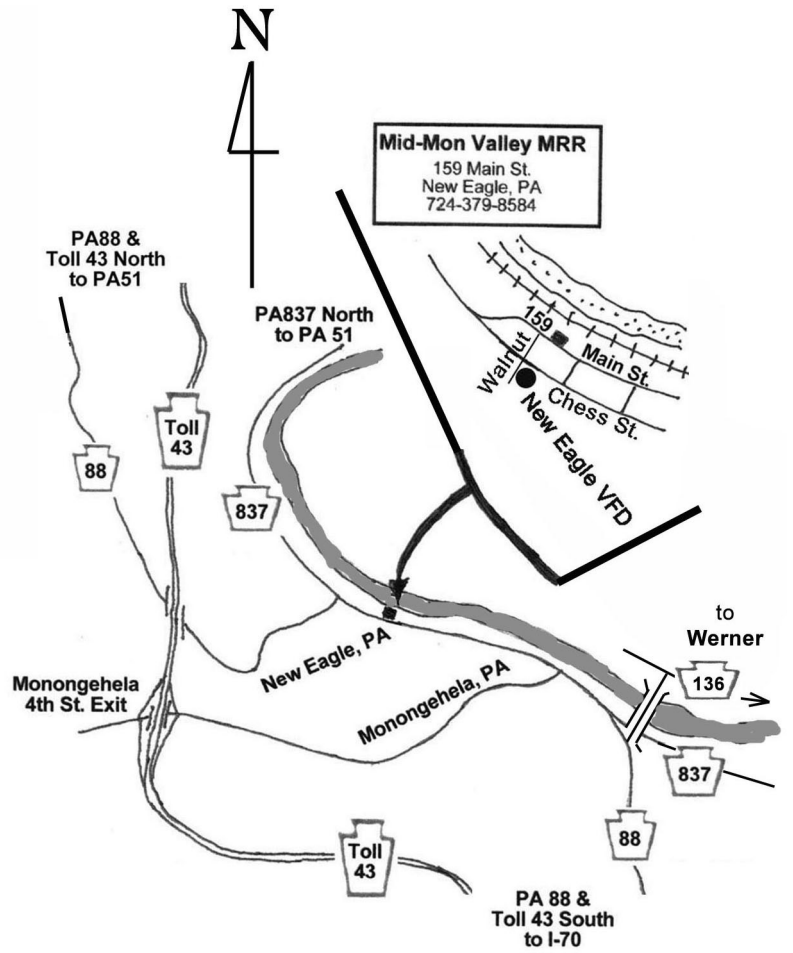 N
Mid-Mon Valley MRR
159 Main St.
New Eagle, PA
724-379-8584
PA88 &
Toll 43 North
to PA51
PA837 North
to PA 51
159
Main St.
Walnut
Chess St.
New Eagle VFD
Toll
43
88
837
to
Werner
136
New Eagle, PA
Monongehela, PA
Monongehela
4th St. Exit
837
88
Toll
43
PA 88 &
Toll 43 South
to I-70